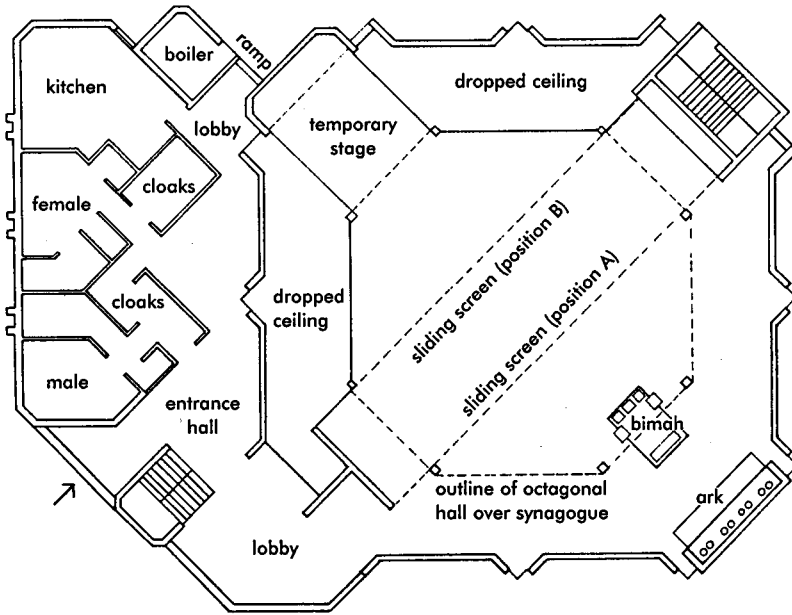 boiler
ramp
kitchen
dropped ceiling
lobby
temporary
stage
cloaks
female
sliding screen (position B)
sliding screen (position A)
dropped
ceiling
cloaks
male
entrance
hall
bimah
outline of octagonal
hall over synagogue
ark
lobby